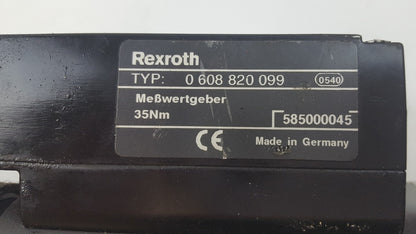 Rexroth
TYP: 0 608 820 099 0540
Meßwertgeber
35Nm 585000045
CE Made in Germany